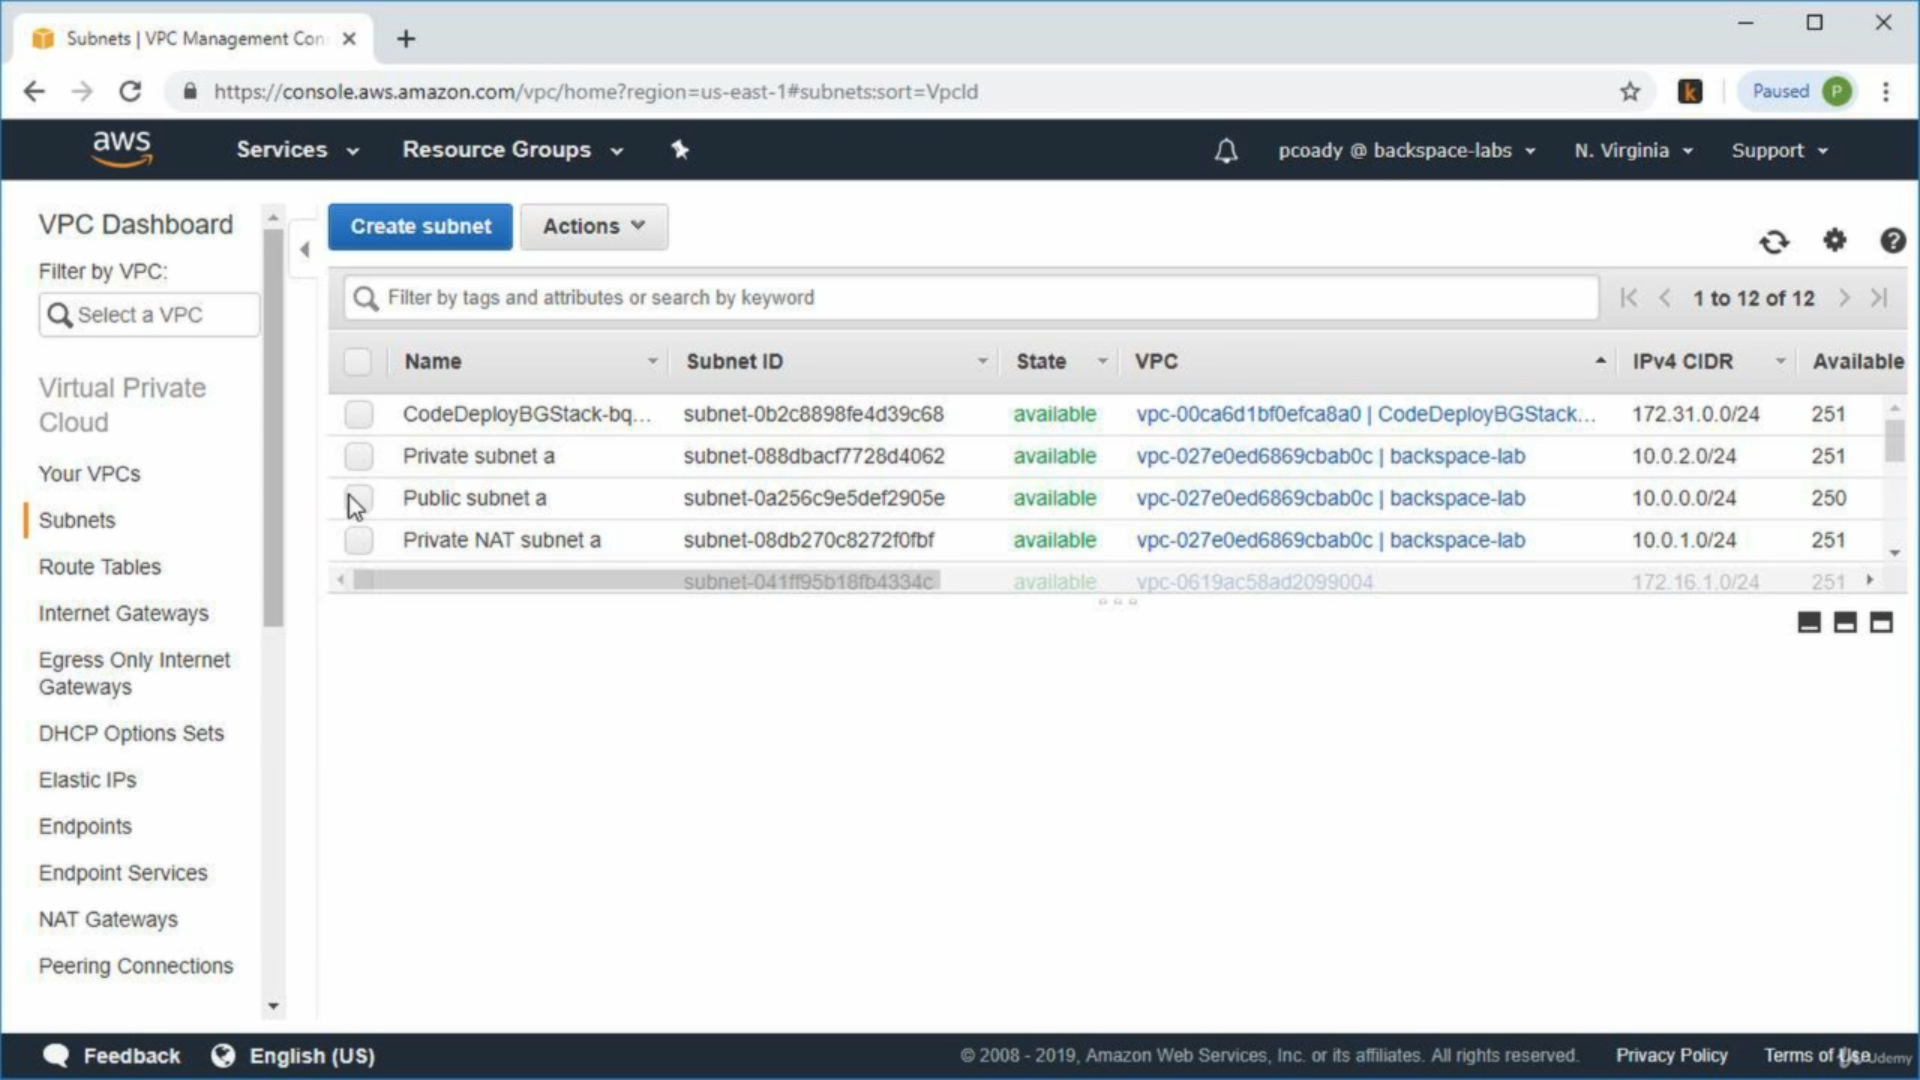 Subnets | VPC Management Con
https://console.aws.amazon.com/vpc/home?region=us-east-1#subnets:sort=VpcId
k
Paused
P
aws
Services
Resource Groups
pcoady @ backspace-labs
N. Virginia
Support
VPC Dashboard
Filter by VPC:
Select a VPC
Virtual Private
Cloud
Your VPCs
Subnets
Route Tables
Internet Gateways
Egress Only Internet
Gateways
DHCP Options Sets
Elastic IPs
Endpoints
Endpoint Services
NAT Gateways
Peering Connections
Create subnet
Actions
Filter by tags and attributes or search by keyword
1 to 12 of 12
Name Subnet ID State VPC IPv4 CIDR Available
CodeDeployBGStack-bq... subnet-0b2c8898fe4d39c68 available vpc-00ca6d1bf0efca8a0 | CodeDeployBGStack... 172.31.0.0/24 251
Private subnet a subnet-088dbacf7728d4062 available vpc-027e0ed6869cbab0c | backspace-lab 10.0.2.0/24 251
Public subnet a subnet-0a256c9e5def2905e available vpc-027e0ed6869cbab0c | backspace-lab 10.0.0.0/24 250
Private NAT subnet a subnet-08db270c8272f0fbf available vpc-027e0ed6869cbab0c | backspace-lab 10.0.1.0/24 251
subnet-041ff95b18fb4334c available vpc-0619ac58ad2099004 172.16.1.0/24 251
Feedback
English (US)
© 2008 - 2019, Amazon Web Services, Inc. or its affiliates. All rights reserved.
Privacy Policy
Terms of Use
Udemy